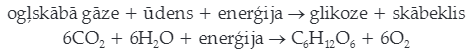 ogļskābā gāze + ūdens + enerģija → glikoze + skābeklis
6CO₂ + 6H₂O + enerģija → C₆H₁₂O₆ + 6O₂